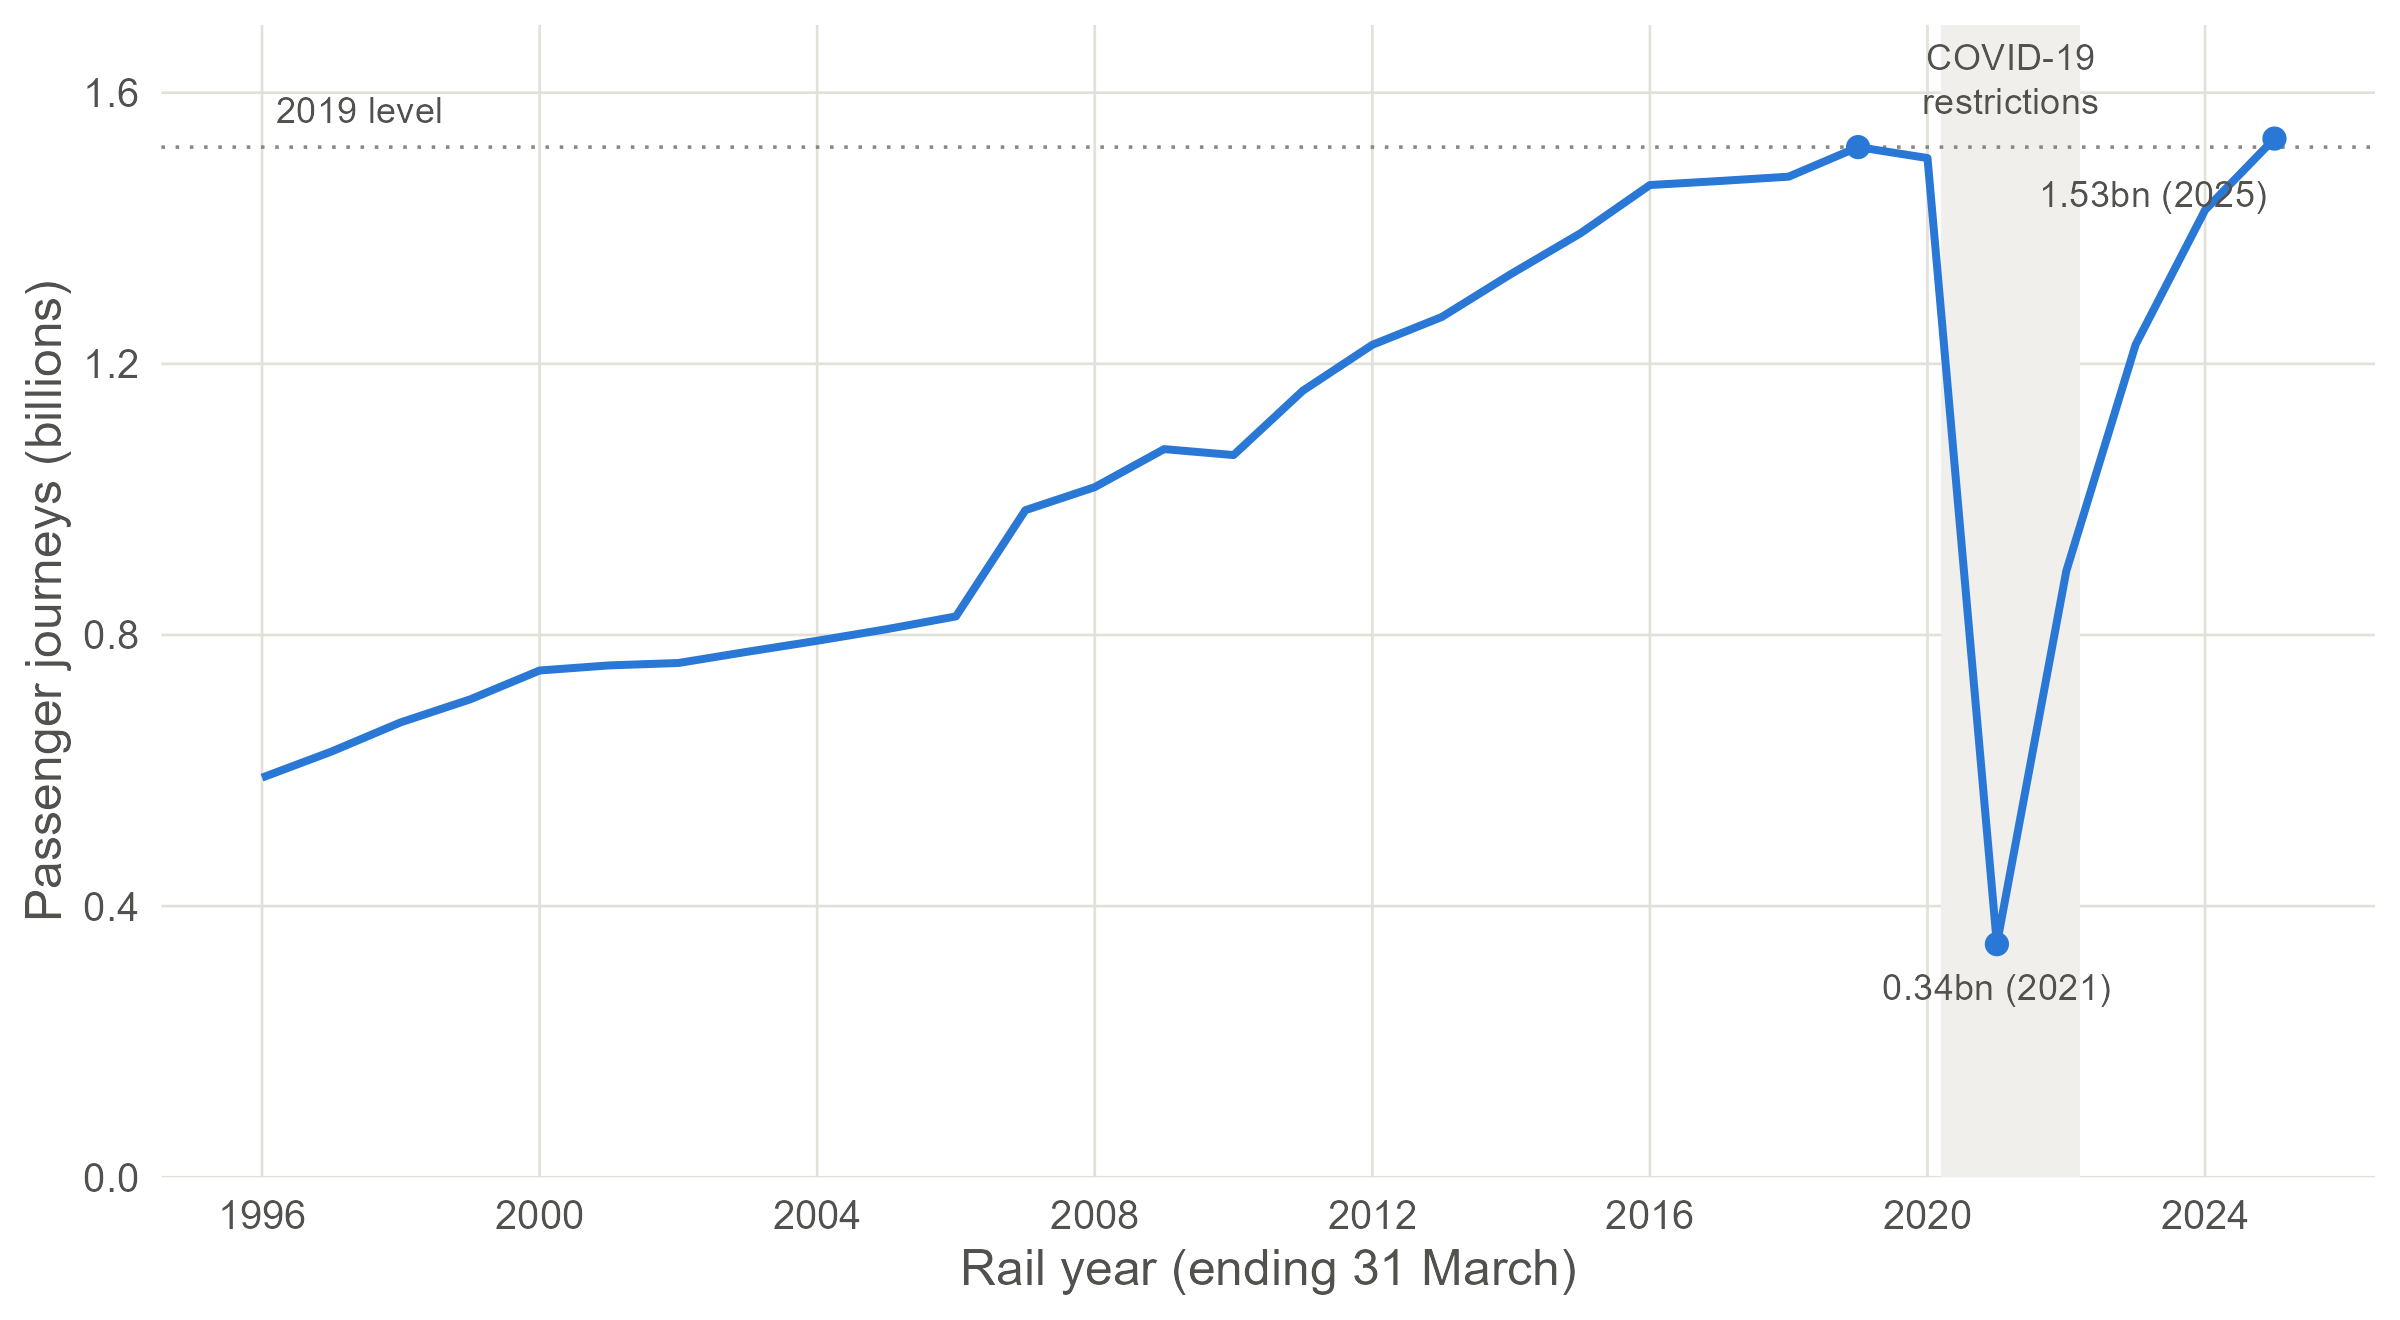 COVID-19
restrictions
2019 level
1.53bn (2025)
0.34bn (2021)
Passenger journeys (billions)
1.6
1.2
0.8
0.4
0.0
1996 2000 2004 2008 2012 2016 2020 2024
Rail year (ending 31 March)